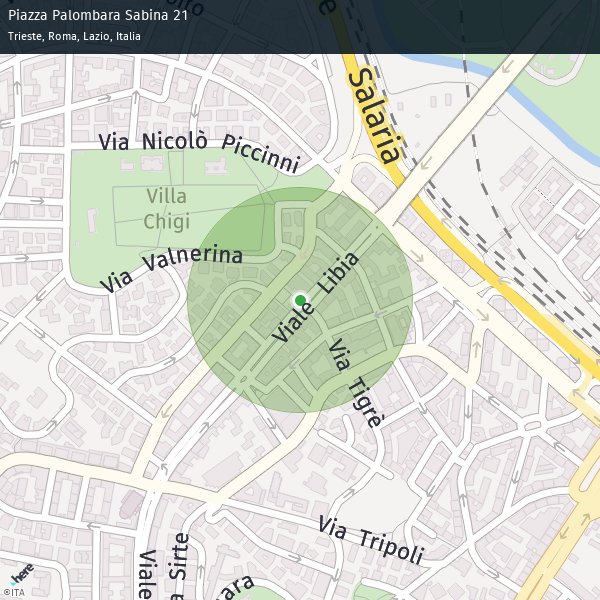 Piazza Palombara Sabina 21
Trieste, Roma, Lazio, Italia
Salaria
Via Nicolò Piccinni
Villa
Chigi
Via Valnerina
Viale Libia
Via Tigrè
Via Tripoli
Viale
Sirte
ara
here
©ITA